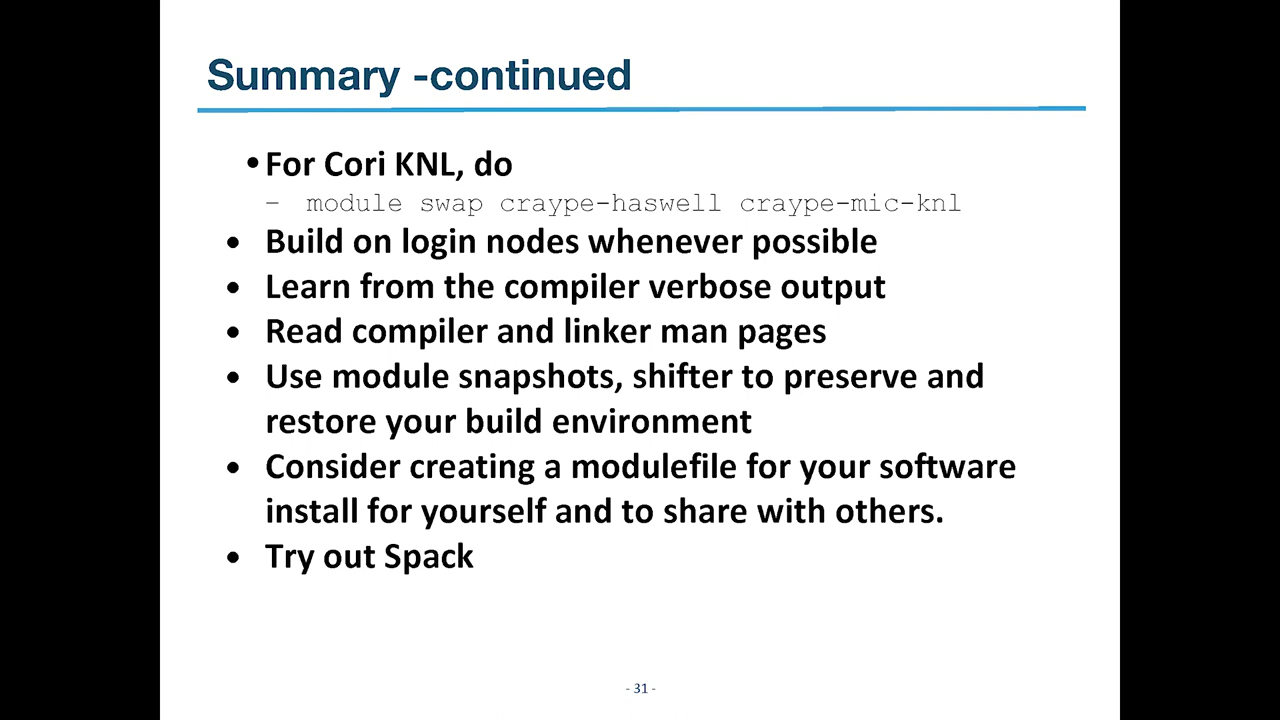 Summary -continued
• For Cori KNL, do
– module swap craype-haswell craype-mic-knl
• Build on login nodes whenever possible
• Learn from the compiler verbose output
• Read compiler and linker man pages
• Use module snapshots, shifter to preserve and
restore your build environment
• Consider creating a modulefile for your software
install for yourself and to share with others.
• Try out Spack
- 31 -